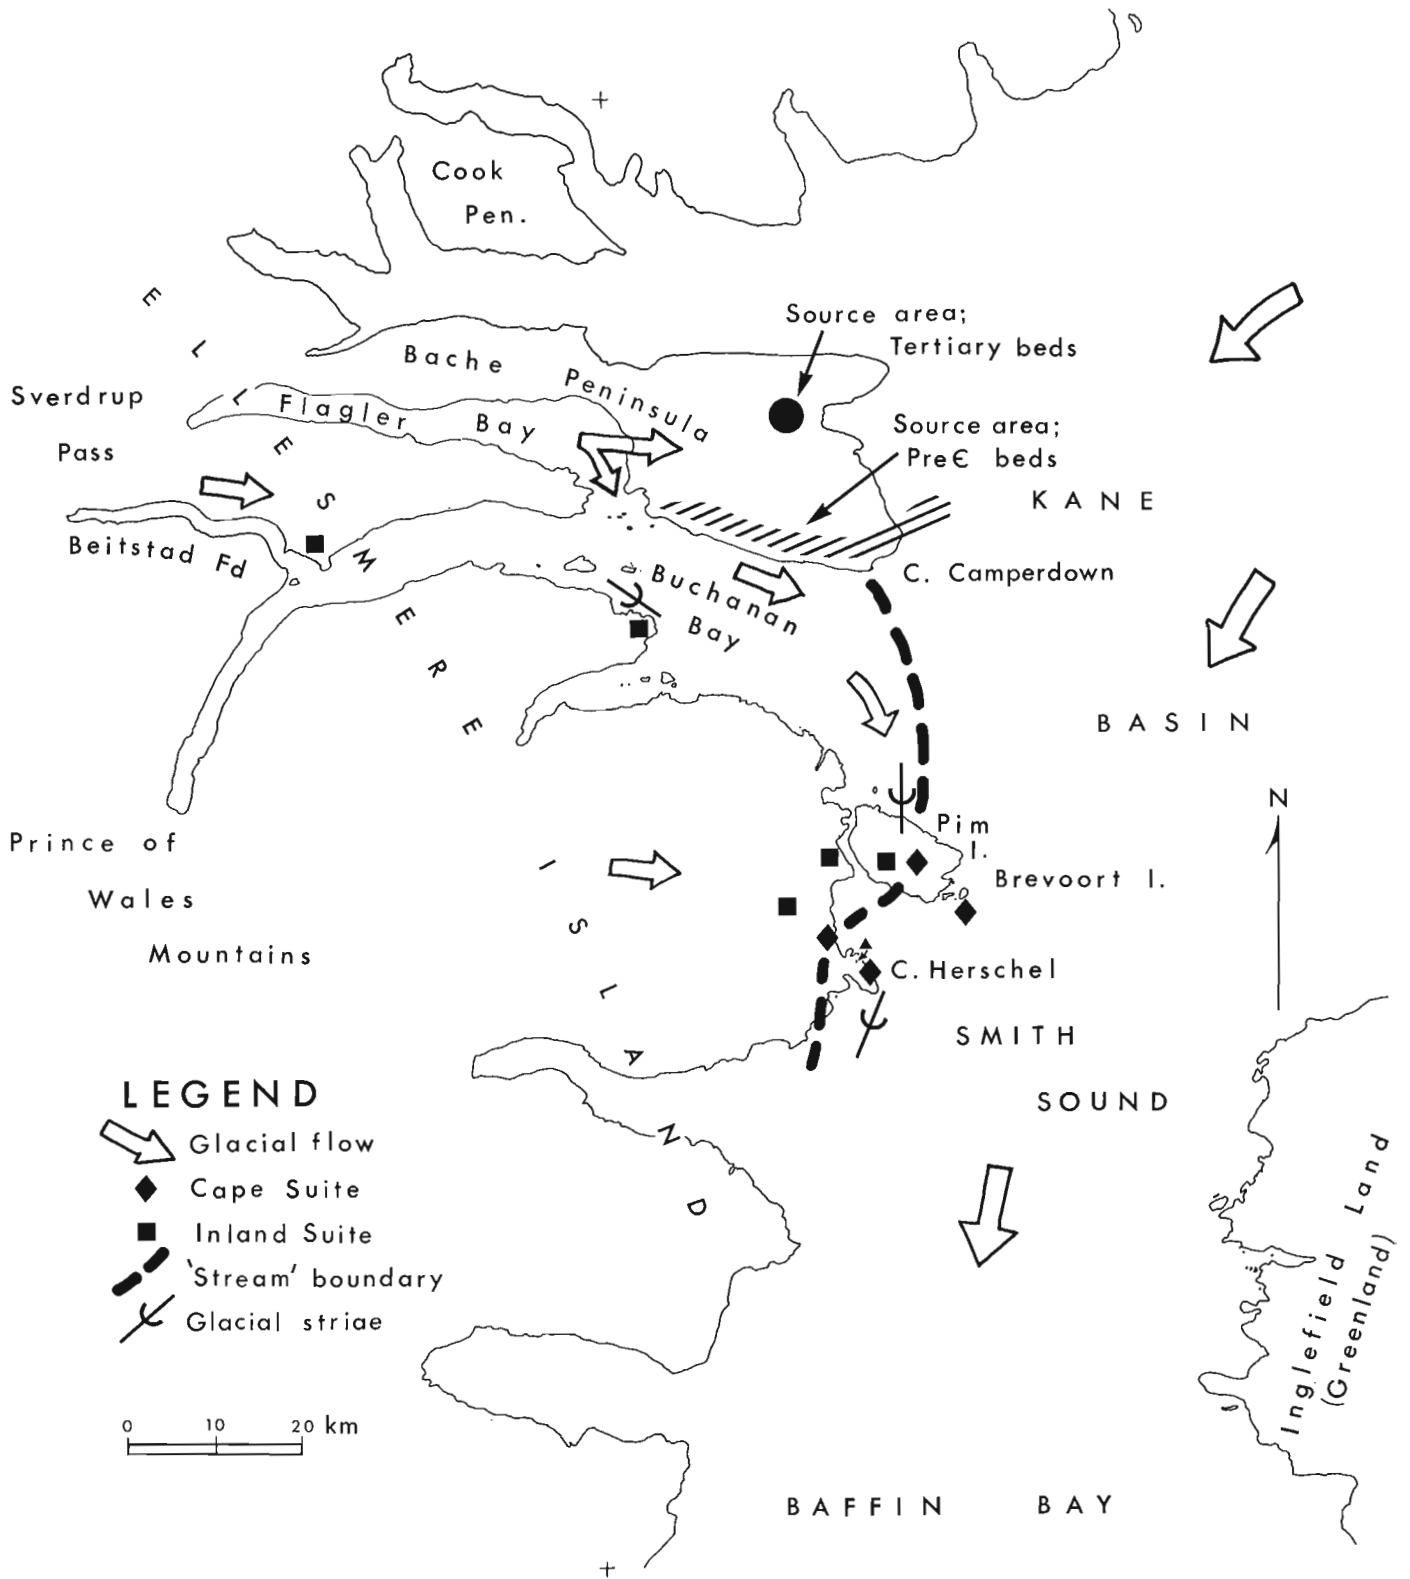 Cook
Pen.
Source area;
Tertiary beds
Bache Peninsula
Sverdrup
Pass
Flagler Bay
Source area;
Pre Є beds
KANE
BASIN
Beitstad Fd
C. Camperdown
Buchanan
Bay
ELLESMERE ISLAND
Prince of
Wales
Mountains
Pim
I.
Brevoort I.
N
C. Herschel
SMITH
SOUND
LEGEND
Glacial flow
Cape Suite
Inland Suite
'Stream' boundary
Glacial striae
0 10 20 km
Inglefield Land
(Greenland)
BAFFIN BAY